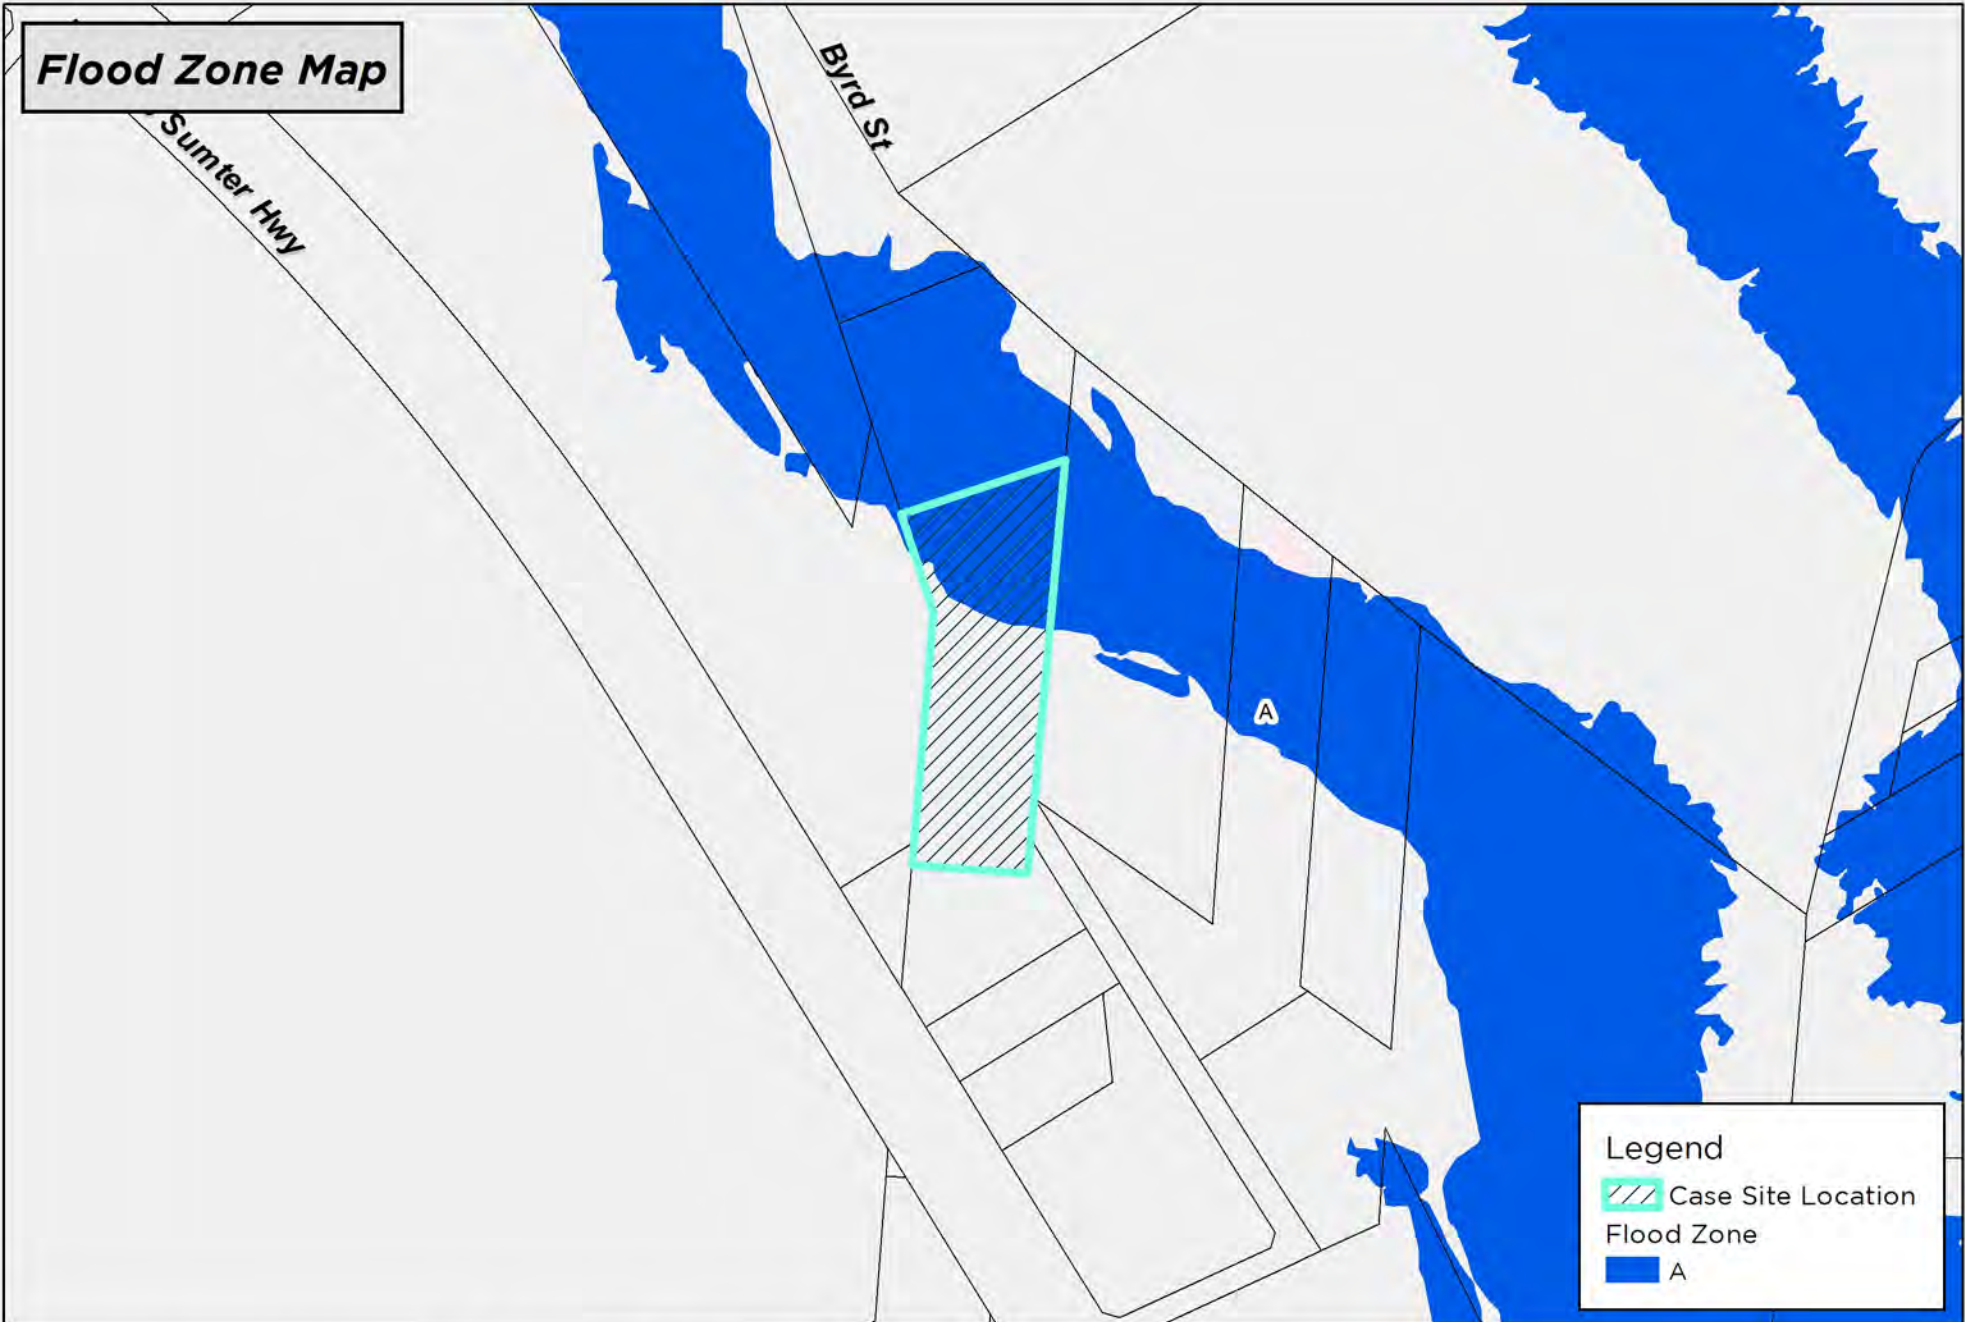 Flood Zone Map
Sumter Hwy
Byrd St
A
Legend
Case Site Location
Flood Zone
A